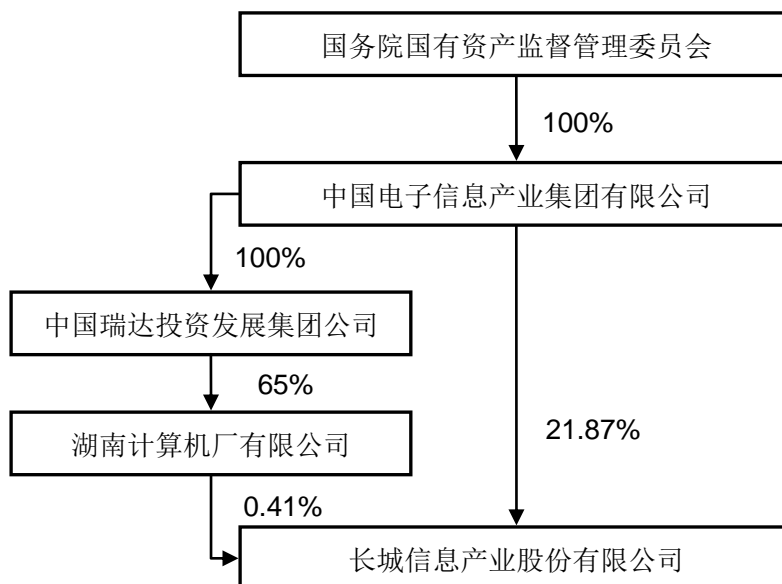 国务院国有资产监督管理委员会
100%
中国电子信息产业集团有限公司
100%
中国瑞达投资发展集团公司
65%
湖南计算机厂有限公司
21.87%
0.41%
长城信息产业股份有限公司